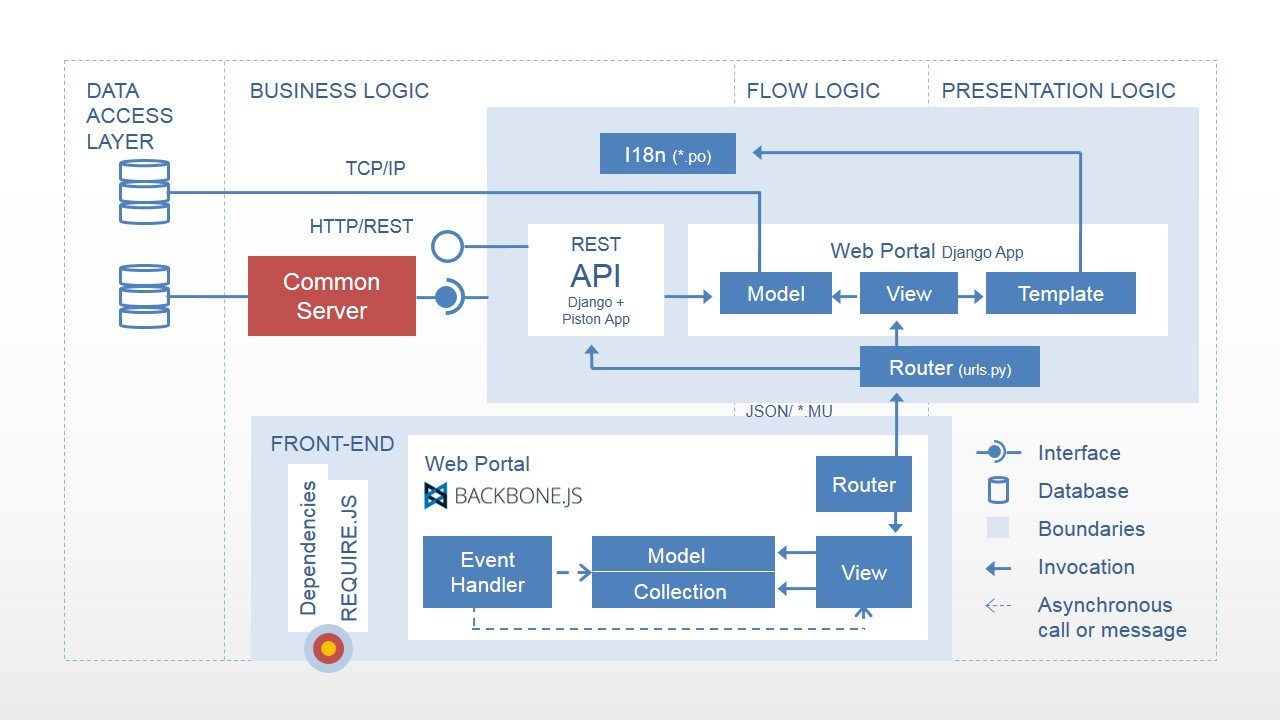 DATA
ACCESS
LAYER
BUSINESS LOGIC
FLOW LOGIC
PRESENTATION LOGIC
I18n (*.po)
TCP/IP
HTTP/REST
Common
Server
REST
API
Django +
Piston App
Web Portal Django App
Model
View
Template
Router (urls.py)
JSON/ *.MU
FRONT-END
Dependencies
REQUIRE.JS
Web Portal
BACKBONE.JS
Router
Event
Handler
Model
Collection
View
Interface
Database
Boundaries
Invocation
Asynchronous
call or message